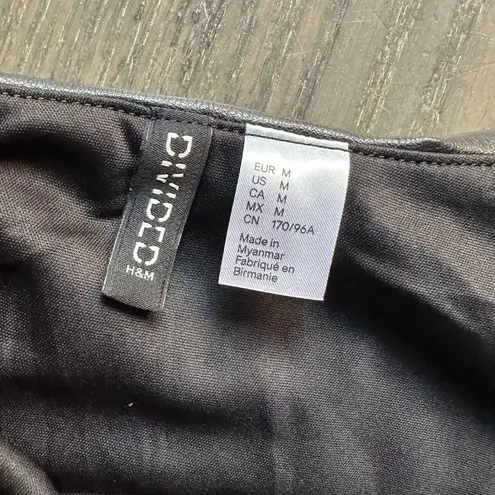 DIVIDED
H&M
EUR M
US M
CA M
MX M
CN 170/96A
Made in
Myanmar
Fabriqué en
Birmanie